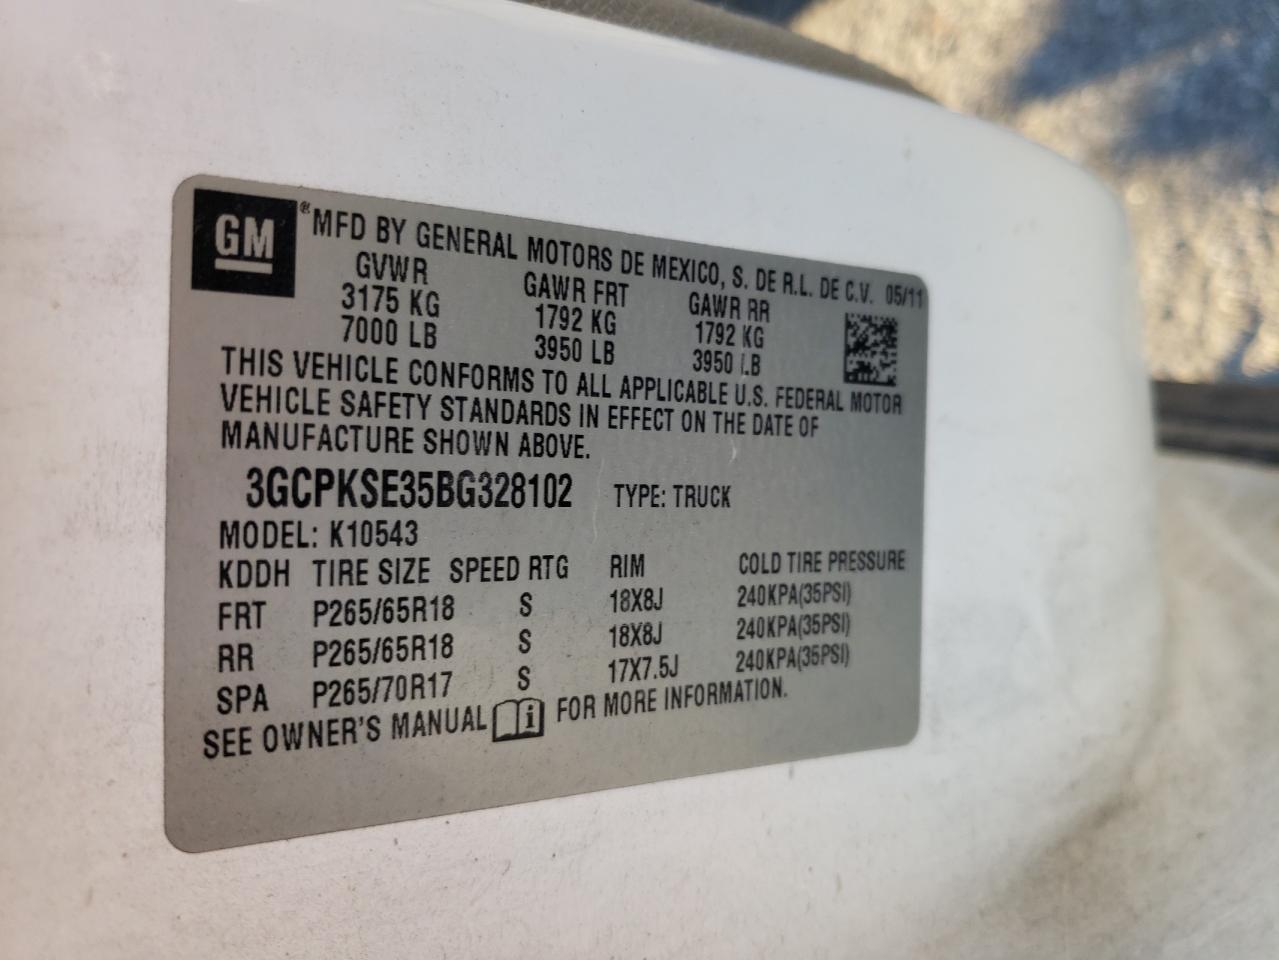 GM ® MFD BY GENERAL MOTORS DE MEXICO, S. DE R.L. DE C.V. 05/11
GVWR GAWR FRT GAWR RR
3175 KG 1792 KG 1792 KG
7000 LB 3950 LB 3950 LB
THIS VEHICLE CONFORMS TO ALL APPLICABLE U.S. FEDERAL MOTOR
VEHICLE SAFETY STANDARDS IN EFFECT ON THE DATE OF
MANUFACTURE SHOWN ABOVE.
3GCPKSE35BG328102 TYPE: TRUCK
MODEL: K10543
KDDH TIRE SIZE SPEED RTG RIM COLD TIRE PRESSURE
FRT P265/65R18 S 18X8J 240KPA(35PSI)
RR P265/65R18 S 18X8J 240KPA(35PSI)
SPA P265/70R17 S 17X7.5J 240KPA(35PSI)
SEE OWNER'S MANUAL i FOR MORE INFORMATION.